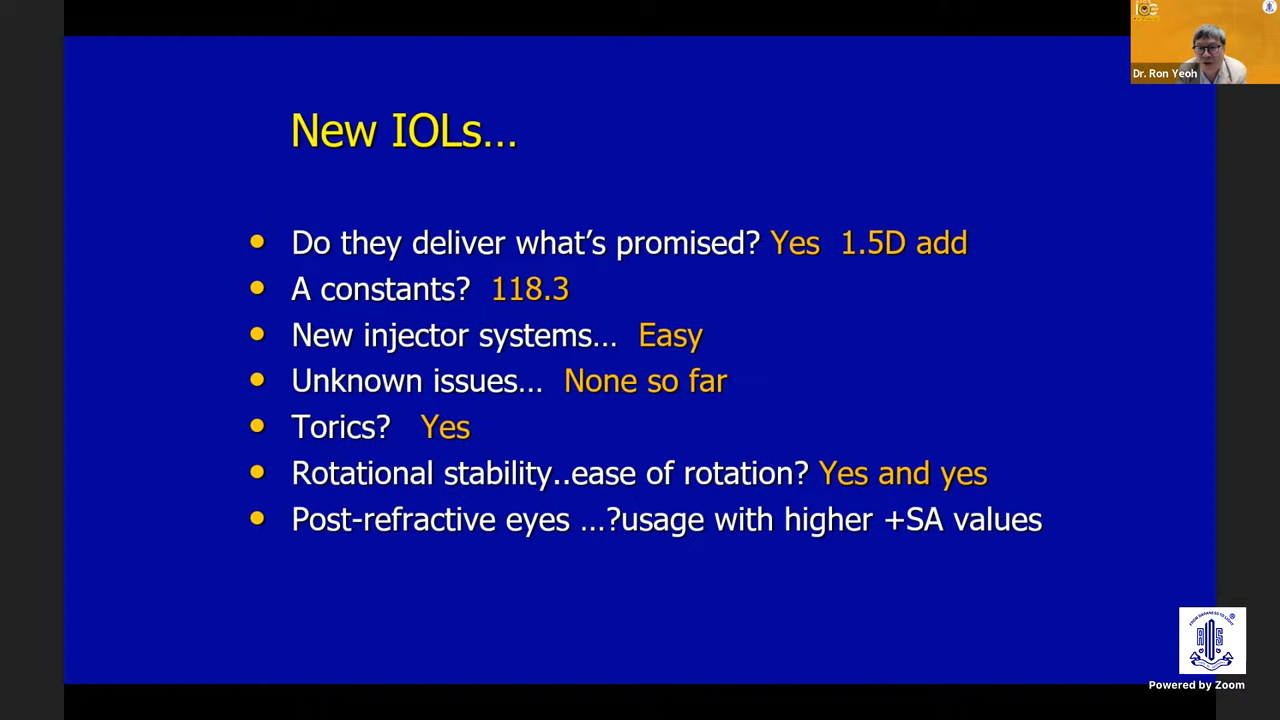 IOC
Dr. Ron Yeoh
New IOLs...
Do they deliver what's promised? Yes 1.5D add
A constants? 118.3
New injector systems... Easy
Unknown issues... None so far
Torics? Yes
Rotational stability..ease of rotation? Yes and yes
Post-refractive eyes ...?usage with higher +SA values
AIOS
Powered by Zoom